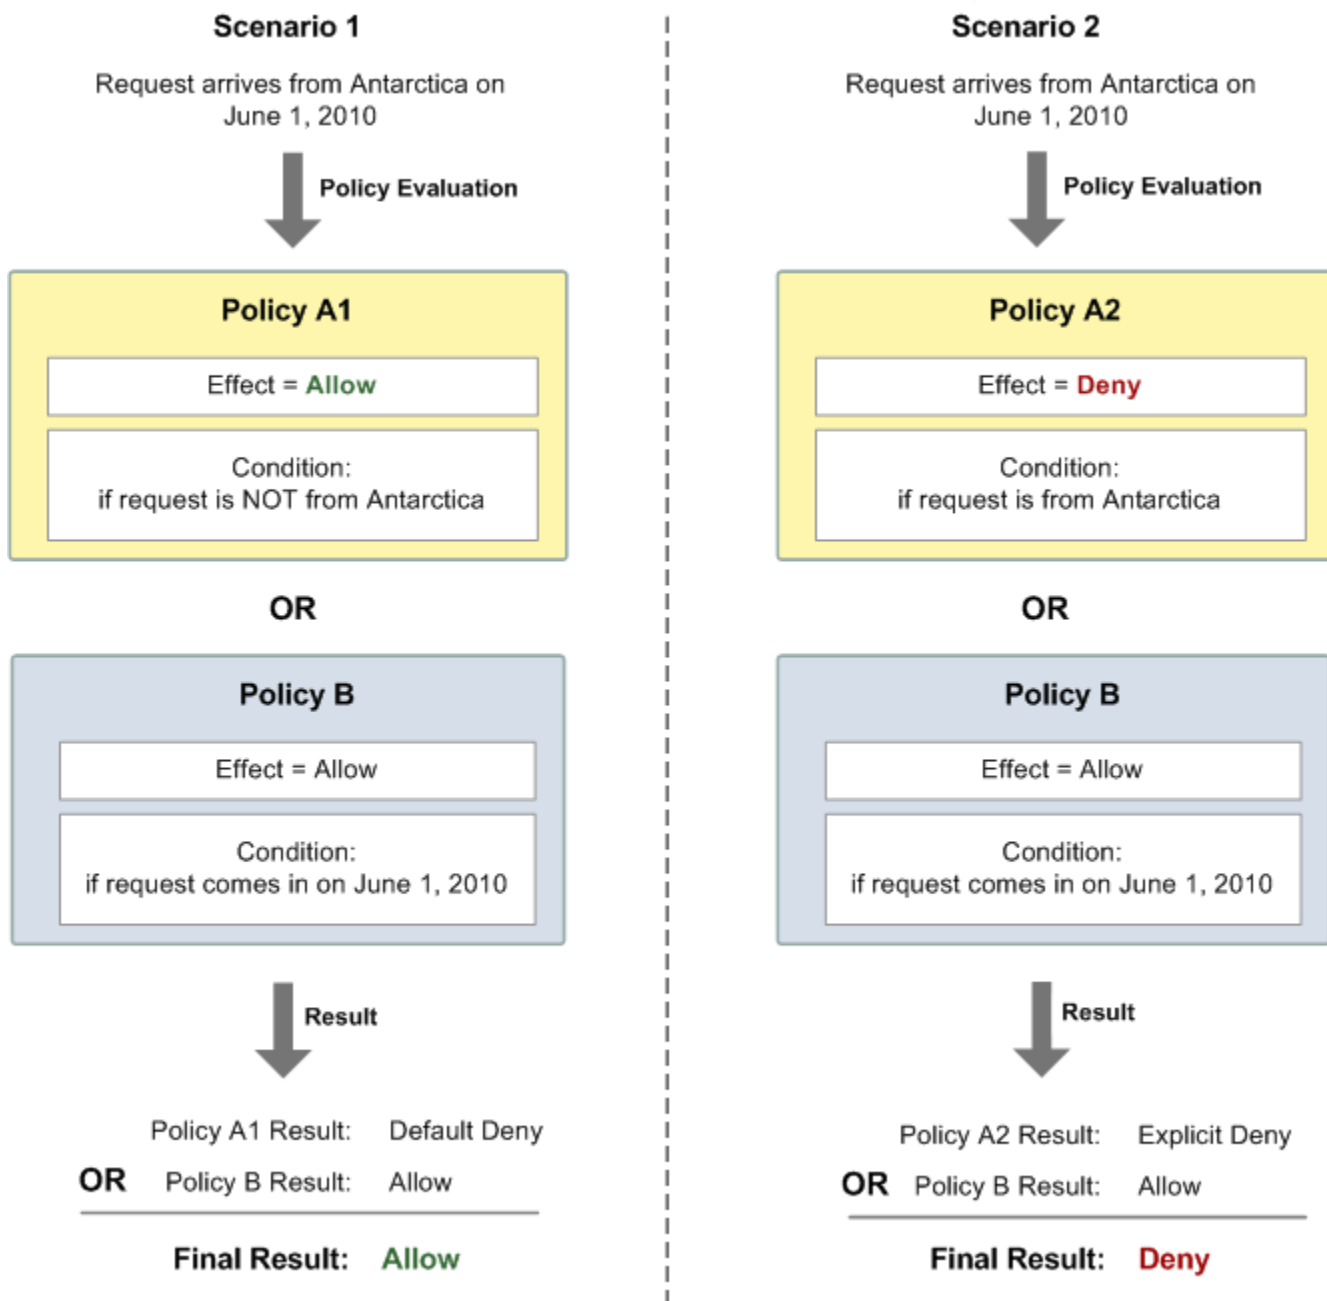 Scenario 1
Request arrives from Antarctica on
June 1, 2010
Policy Evaluation
Policy A1
Effect = Allow
Condition:
if request is NOT from Antarctica
OR
Policy B
Effect = Allow
Condition:
if request comes in on June 1, 2010
Result
Policy A1 Result: Default Deny
OR Policy B Result: Allow
Final Result: Allow
Scenario 2
Request arrives from Antarctica on
June 1, 2010
Policy Evaluation
Policy A2
Effect = Deny
Condition:
if request is from Antarctica
OR
Policy B
Effect = Allow
Condition:
if request comes in on June 1, 2010
Result
Policy A2 Result: Explicit Deny
OR Policy B Result: Allow
Final Result: Deny